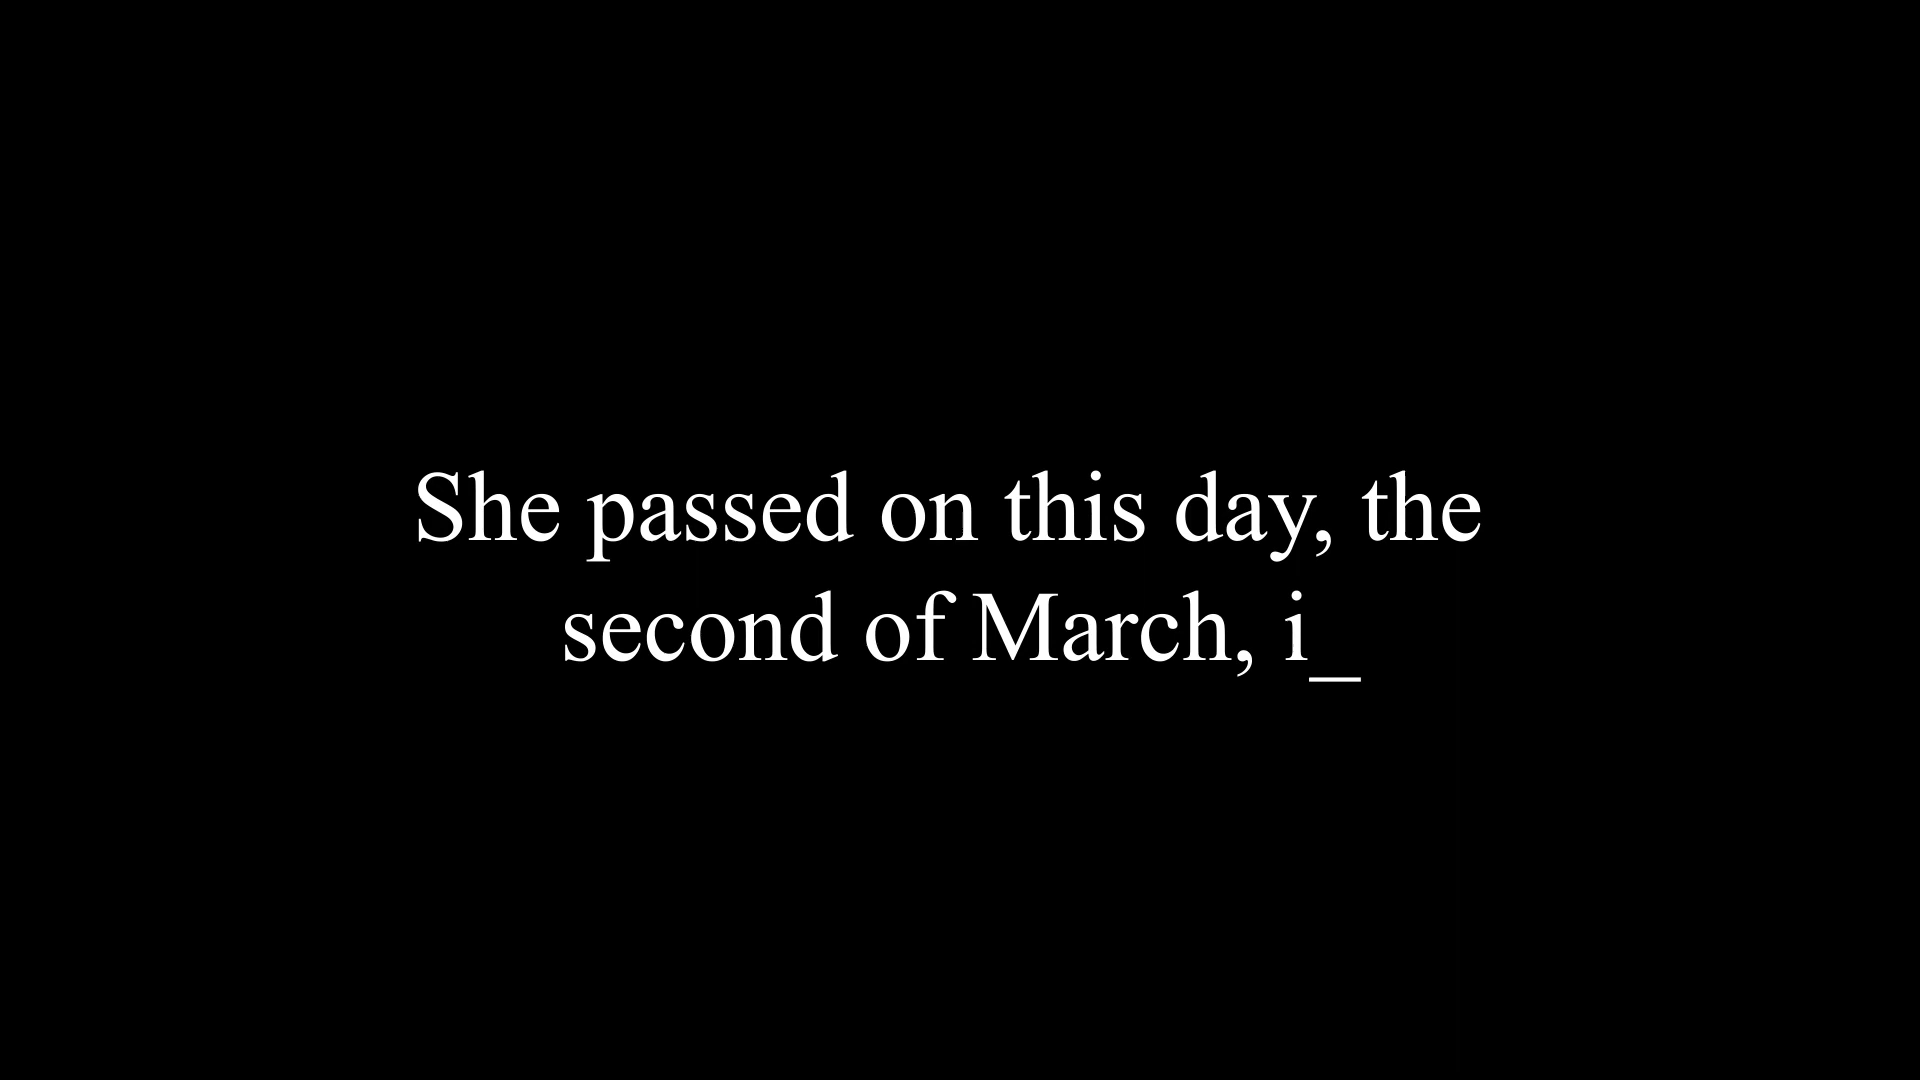 She passed on this day, the
second of March, i_